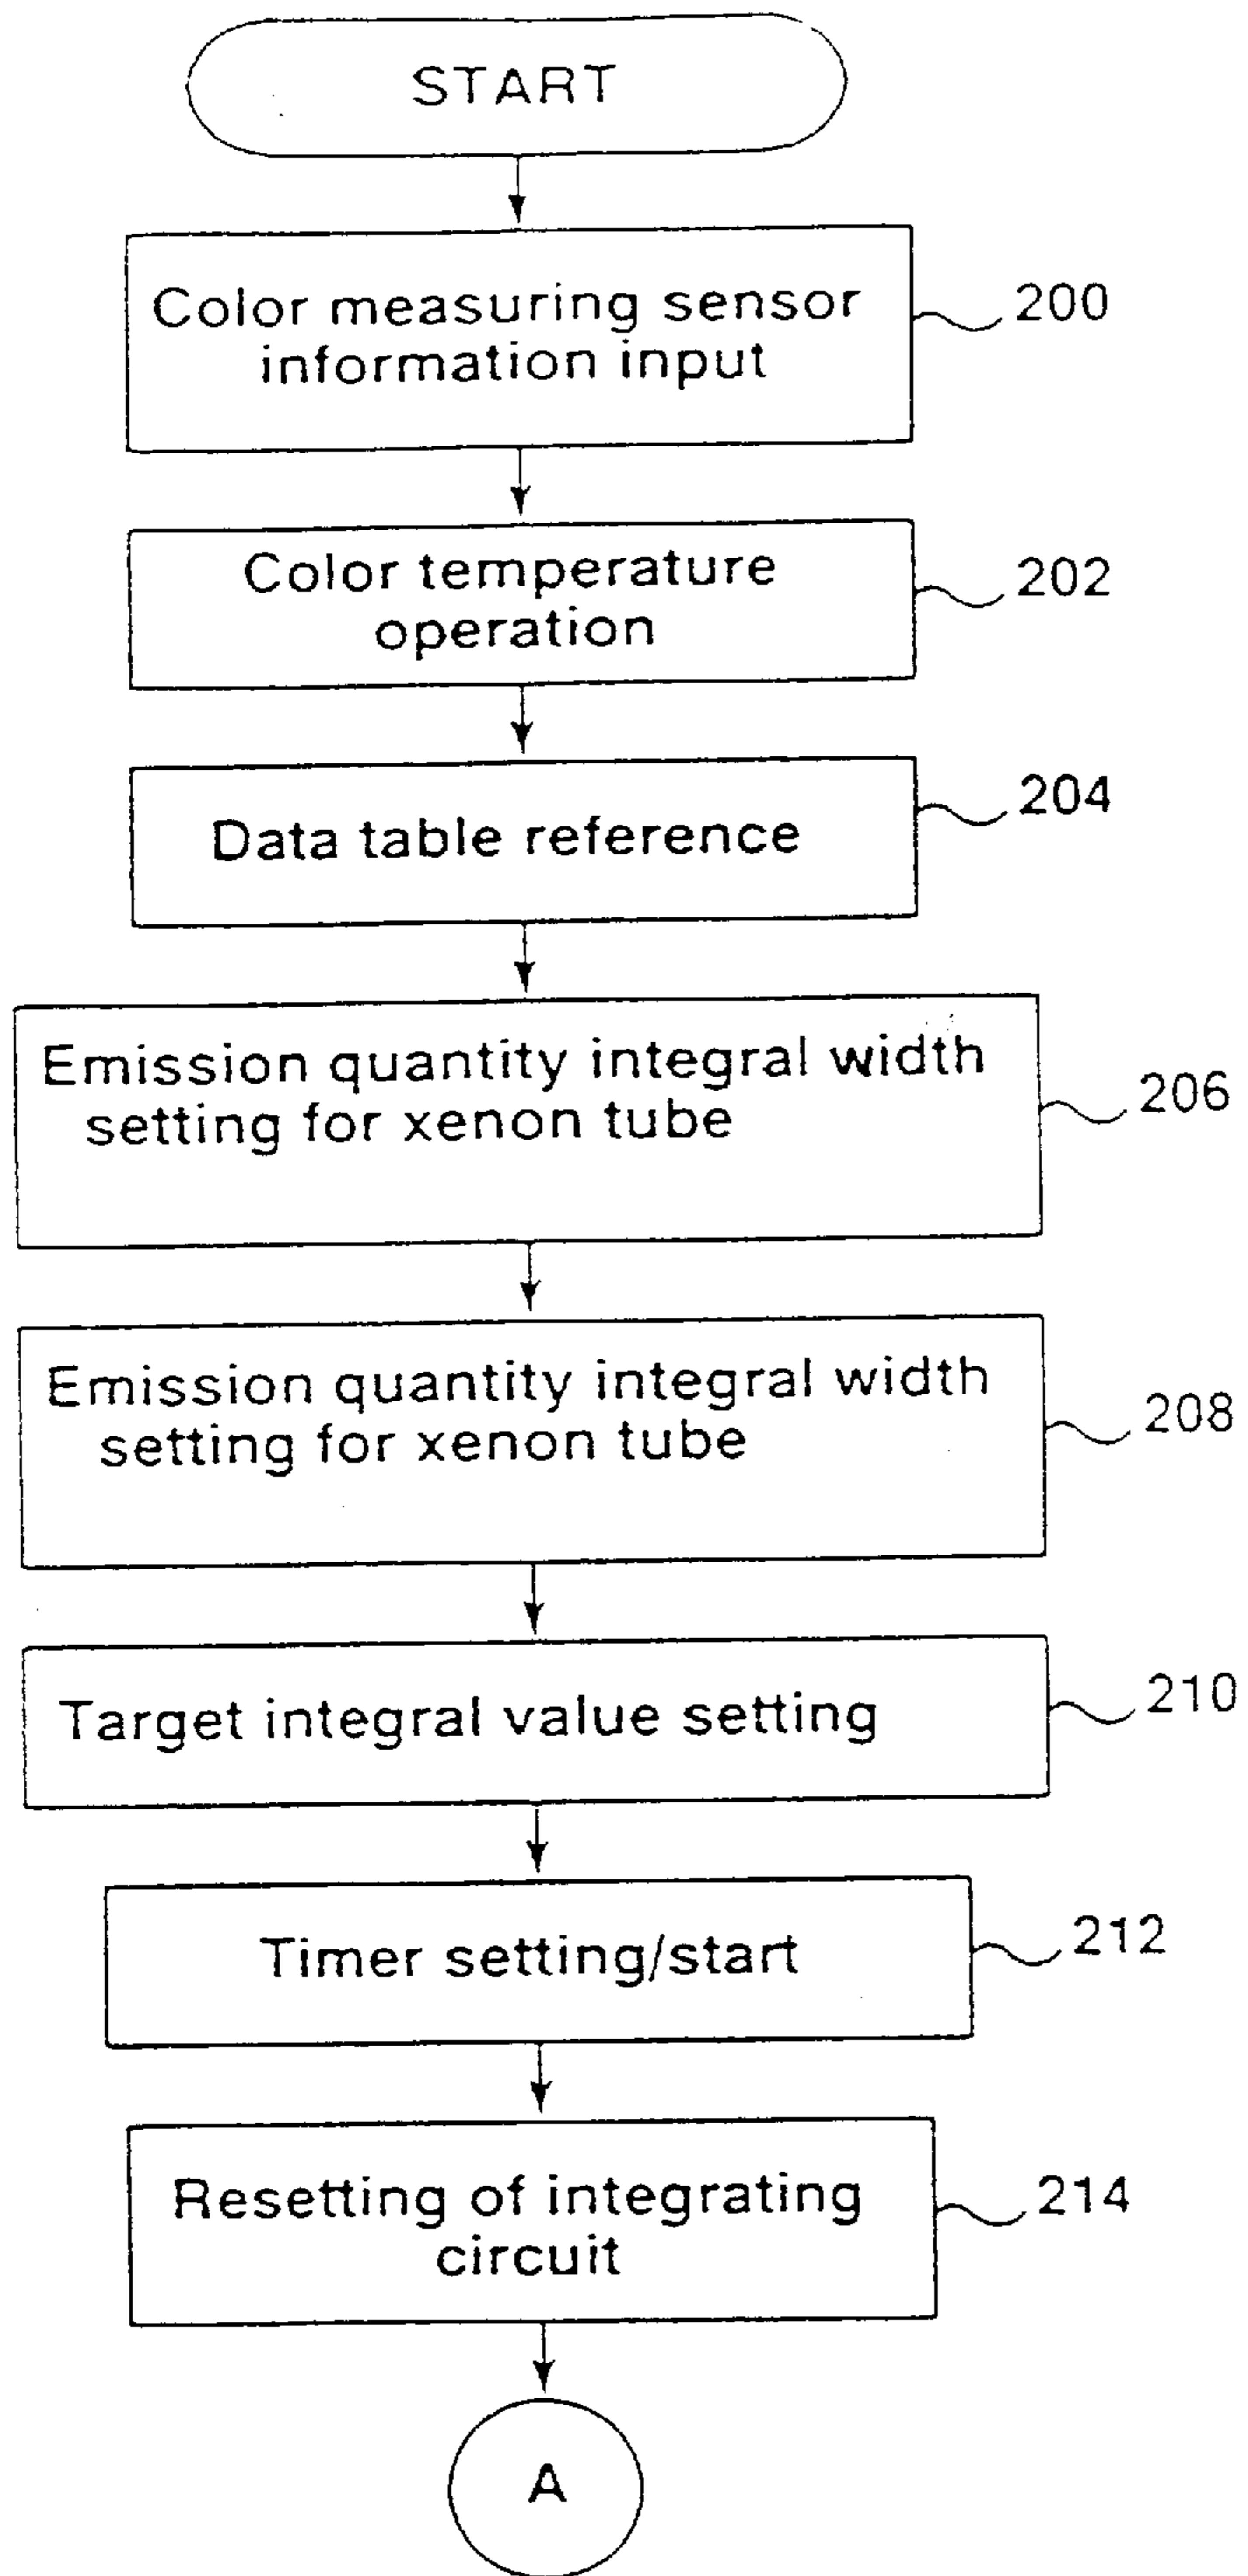 START
Color measuring sensor
information input
200
Color temperature
operation
202
Data table reference
204
Emission quantity integral width
setting for xenon tube
206
Emission quantity integral width
setting for xenon tube
208
Target integral value setting
210
Timer setting/start
212
Resetting of integrating
circuit
214
A